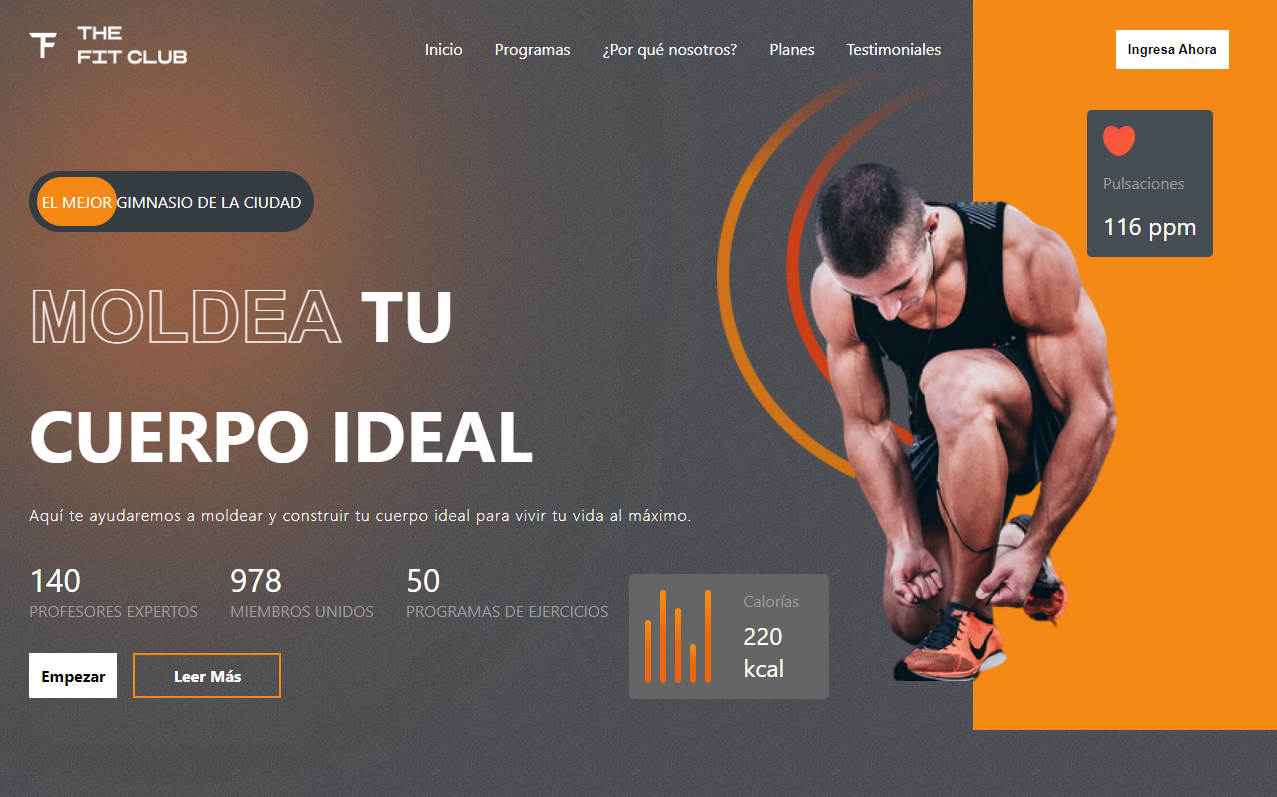 THE
FIT CLUB
Inicio
Programas
¿Por qué nosotros?
Planes
Testimoniales
Ingresa Ahora
Pulsaciones
116 ppm
EL MEJOR GIMNASIO DE LA CIUDAD
MOLDEA TU
CUERPO IDEAL
Aquí te ayudaremos a moldear y construir tu cuerpo ideal para vivir tu vida al máximo.
140
PROFESORES EXPERTOS
978
MIEMBROS UNIDOS
50
PROGRAMAS DE EJERCICIOS
Calorías
220
kcal
Empezar
Leer Más